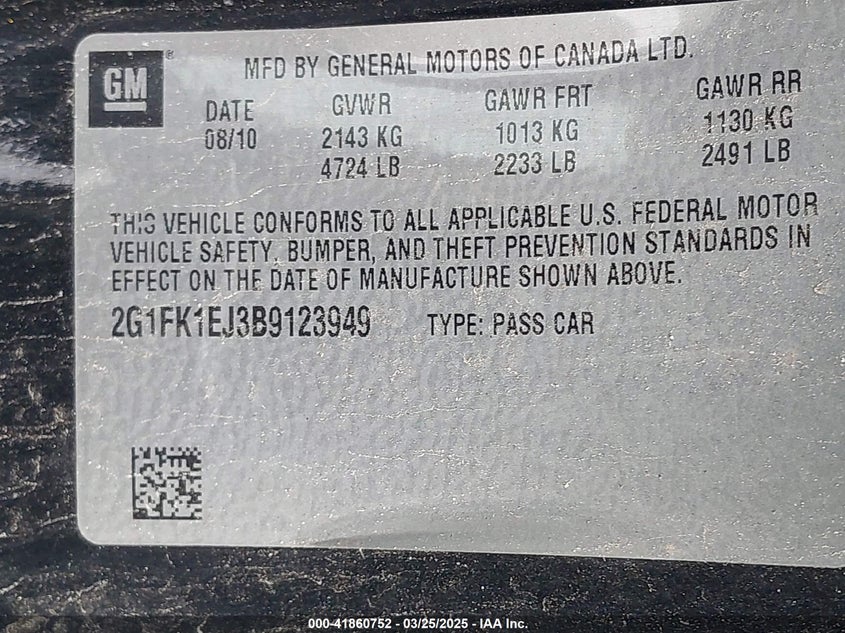 GM®
MFD BY GENERAL MOTORS OF CANADA LTD.
DATE GVWR GAWR FRT GAWR RR
08/10 2143 KG 1013 KG 1130 KG
4724 LB 2233 LB 2491 LB
THIS VEHICLE CONFORMS TO ALL APPLICABLE U.S. FEDERAL MOTOR
VEHICLE SAFETY, BUMPER, AND THEFT PREVENTION STANDARDS IN
EFFECT ON THE DATE OF MANUFACTURE SHOWN ABOVE.
2G1FK1EJ3B9123949 TYPE: PASS CAR
000-41860752 - 03/25/2025 - IAA Inc.